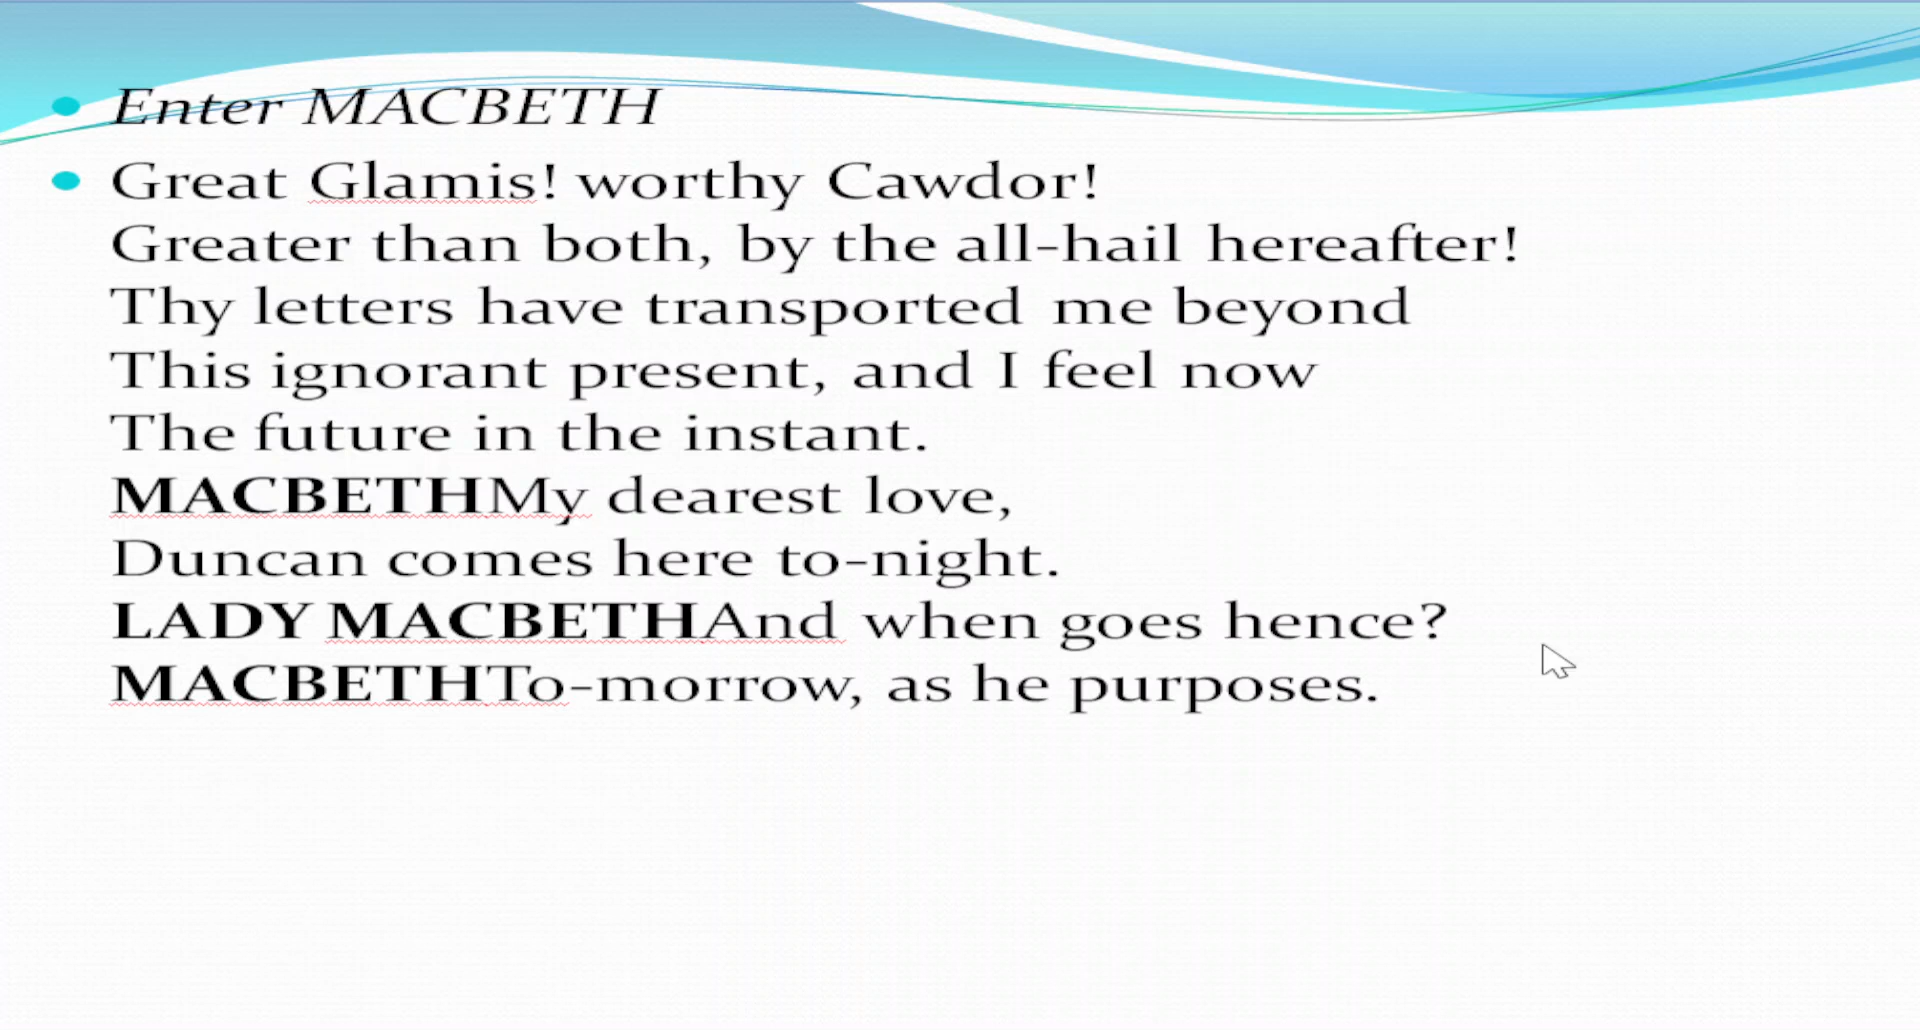 Enter MACBETH
Great Glamis! worthy Cawdor!
Greater than both, by the all-hail hereafter!
Thy letters have transported me beyond
This ignorant present, and I feel now
The future in the instant.
MACBETHMy dearest love,
Duncan comes here to-night.
LADY MACBETHAnd when goes hence?
MACBETHTo-morrow, as he purposes.